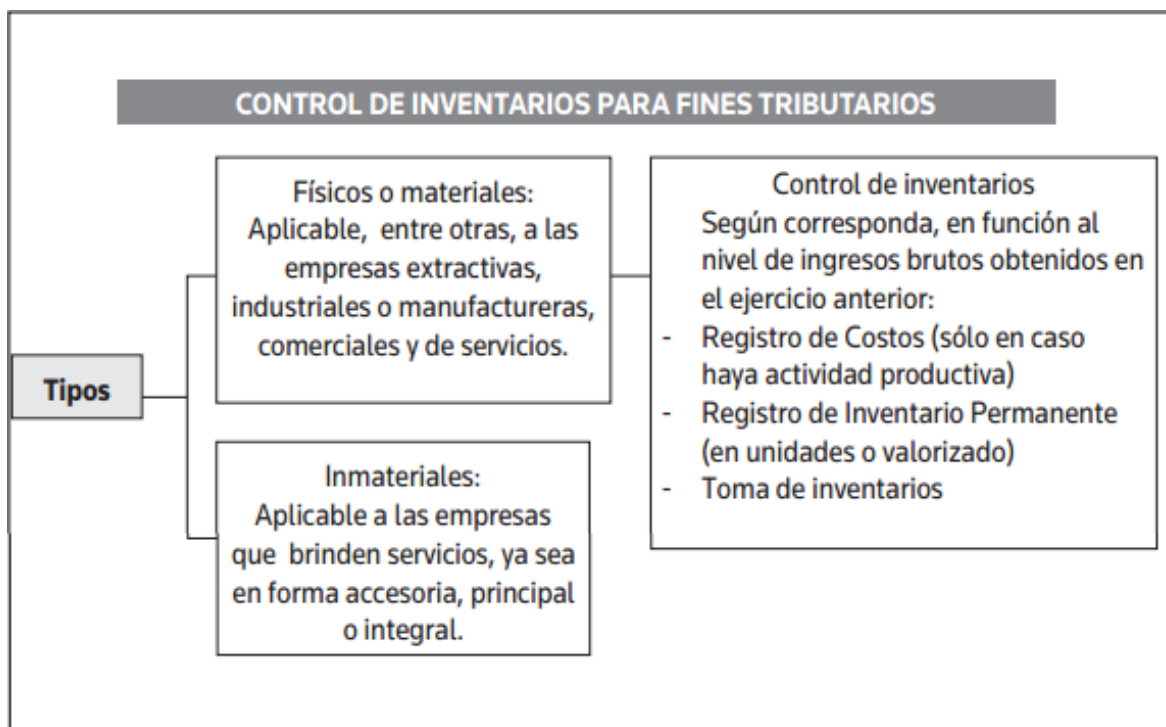 CONTROL DE INVENTARIOS PARA FINES TRIBUTARIOS
Tipos
Físicos o materiales:
Aplicable, entre otras, a las
empresas extractivas,
industriales o manufactureras,
comerciales y de servicios.
Control de inventarios
Según corresponda, en función al
nivel de ingresos brutos obtenidos en
el ejercicio anterior:
- Registro de Costos (sólo en caso
haya actividad productiva)
- Registro de Inventario Permanente
(en unidades o valorizado)
- Toma de inventarios
Inmateriales:
Aplicable a las empresas
que brinden servicios, ya sea
en forma accesoria, principal
o integral.